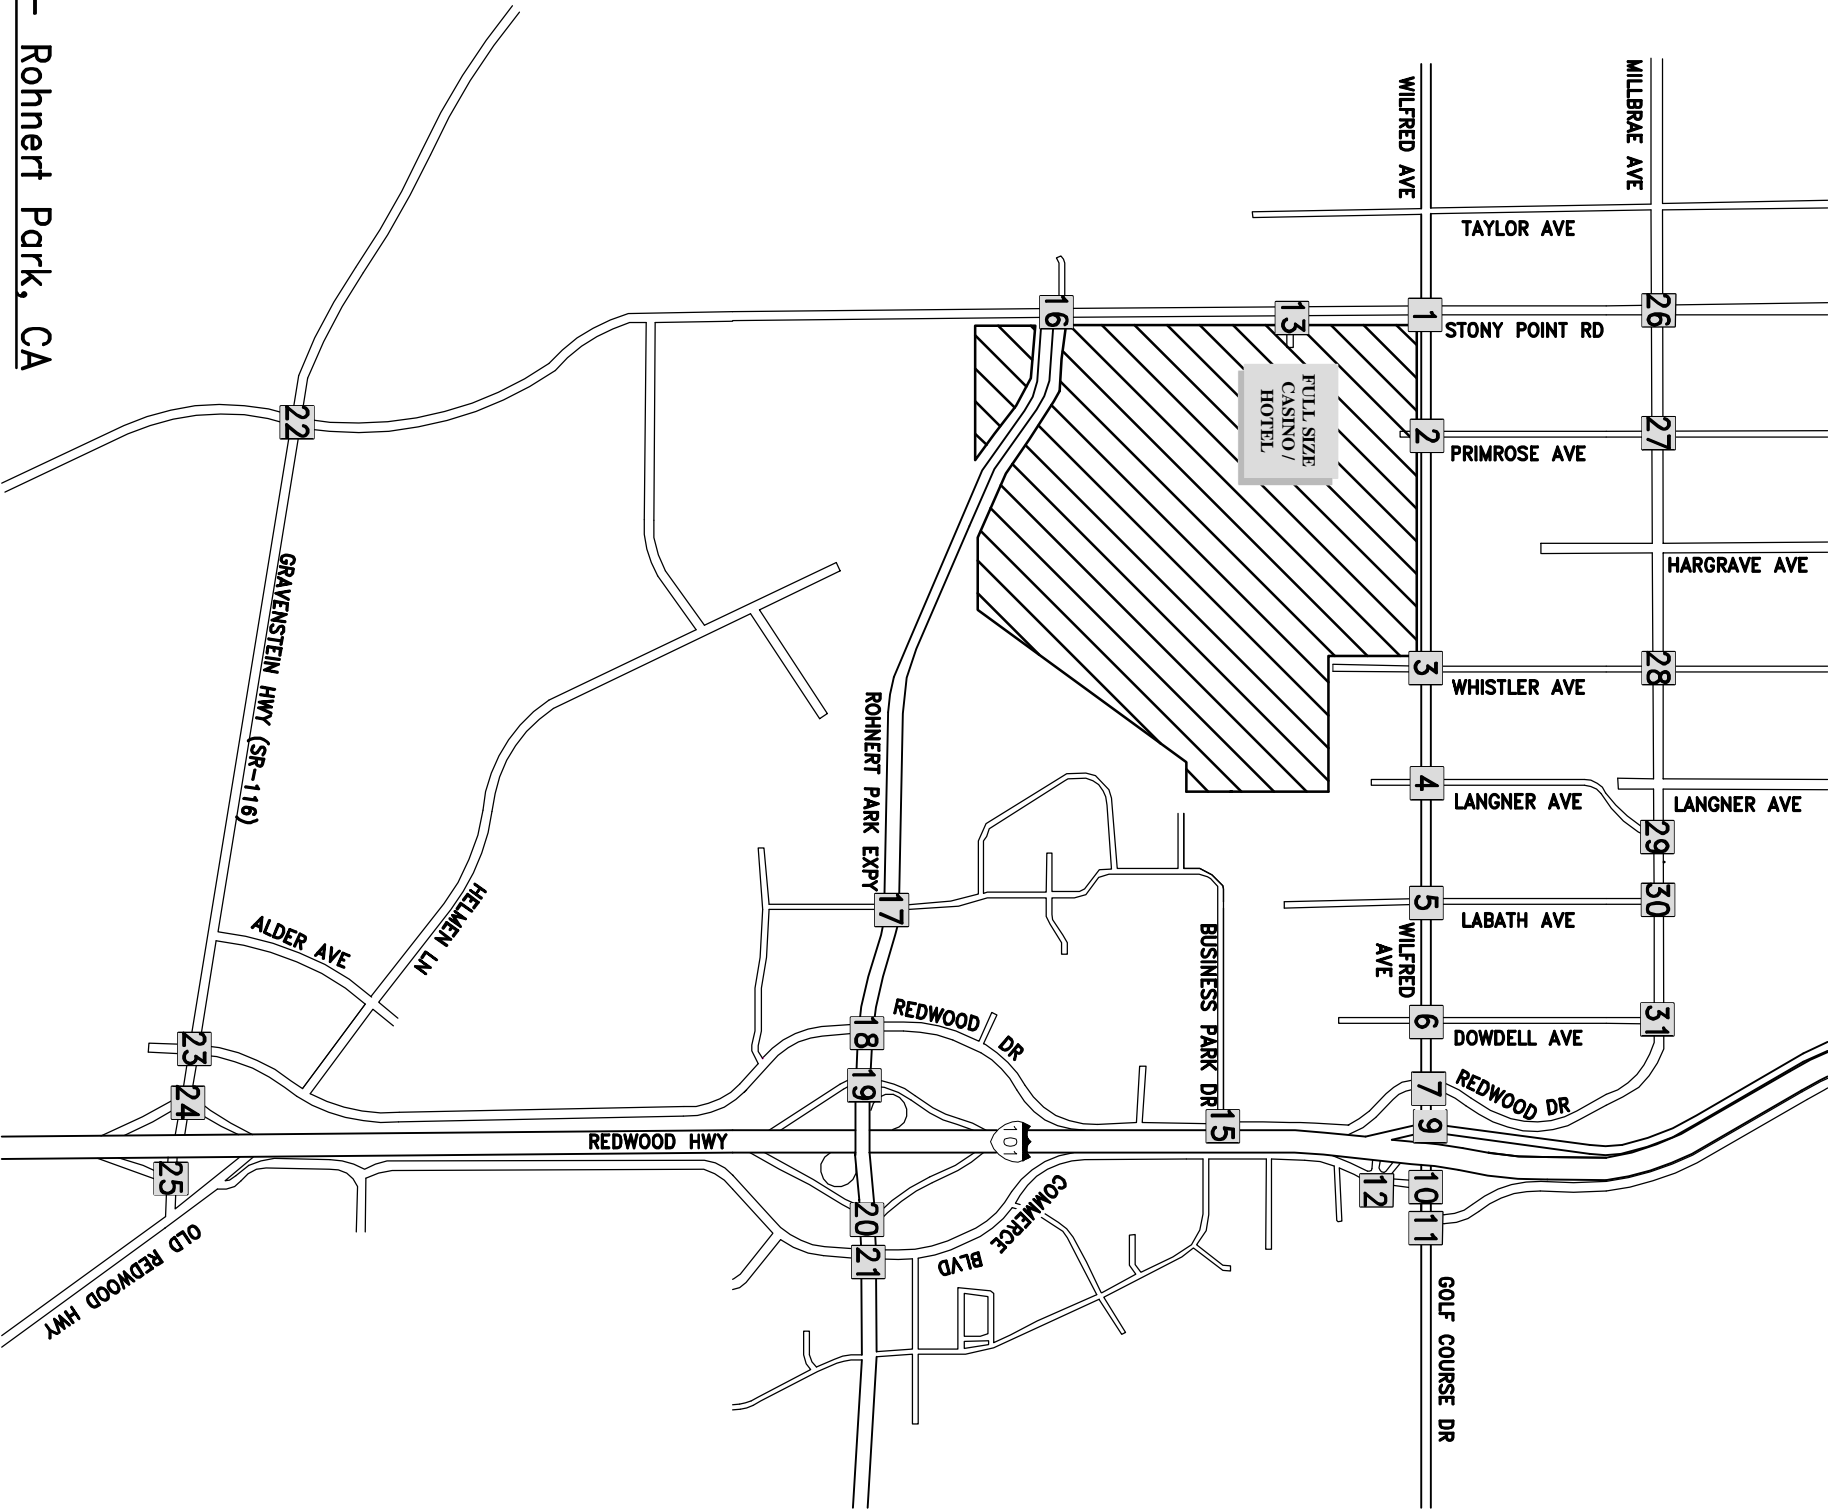 - Rohnert Park, CA
MILLBRAE AVE
WILFRED AVE
TAYLOR AVE
16
13
1
26
STONY POINT RD
FULL SIZE
CASINO /
HOTEL
22
2
27
PRIMROSE AVE
HARGRAVE AVE
GRAVENSTEIN HWY (SR-116)
3
28
WHISTLER AVE
ROHNERT PARK EXPY
4
LANGNER AVE
LANGNER AVE
29
HELMEN LN
17
5
30
LABATH AVE
ALDER AVE
BUSINESS PARK DR
WILFRED
AVE
23
18
REDWOOD DR
6
31
DOWDELL AVE
24
19
7
REDWOOD DR
REDWOOD HWY
101
15
9
25
12
10
20
COMMERCE BLVD
11
21
OLD REDWOOD HWY
GOLF COURSE DR